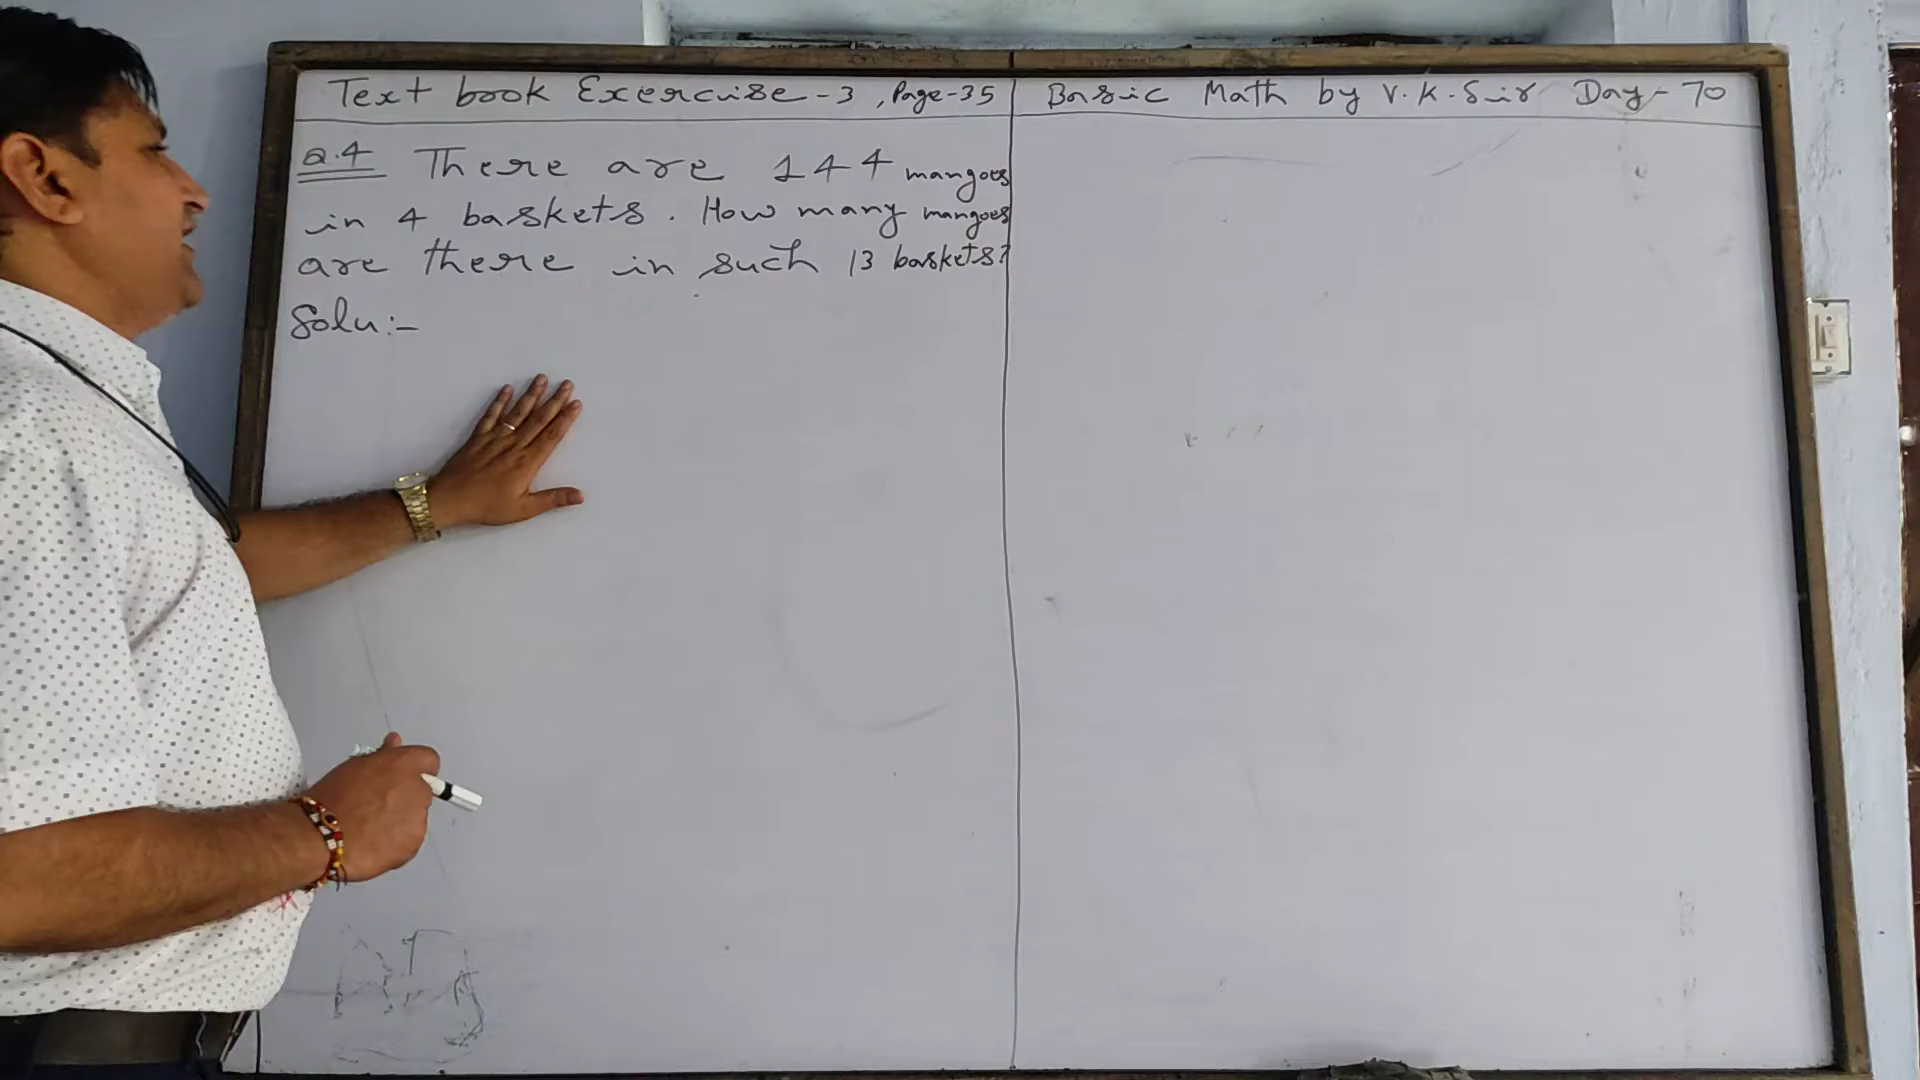 Text book Exercise-3, Page-35
Basic Math by V.K.Sir Day-70
Q.4 There are 144 mangoes
in 4 baskets. How many mangoes
are there in such 13 baskets?
Solu:-